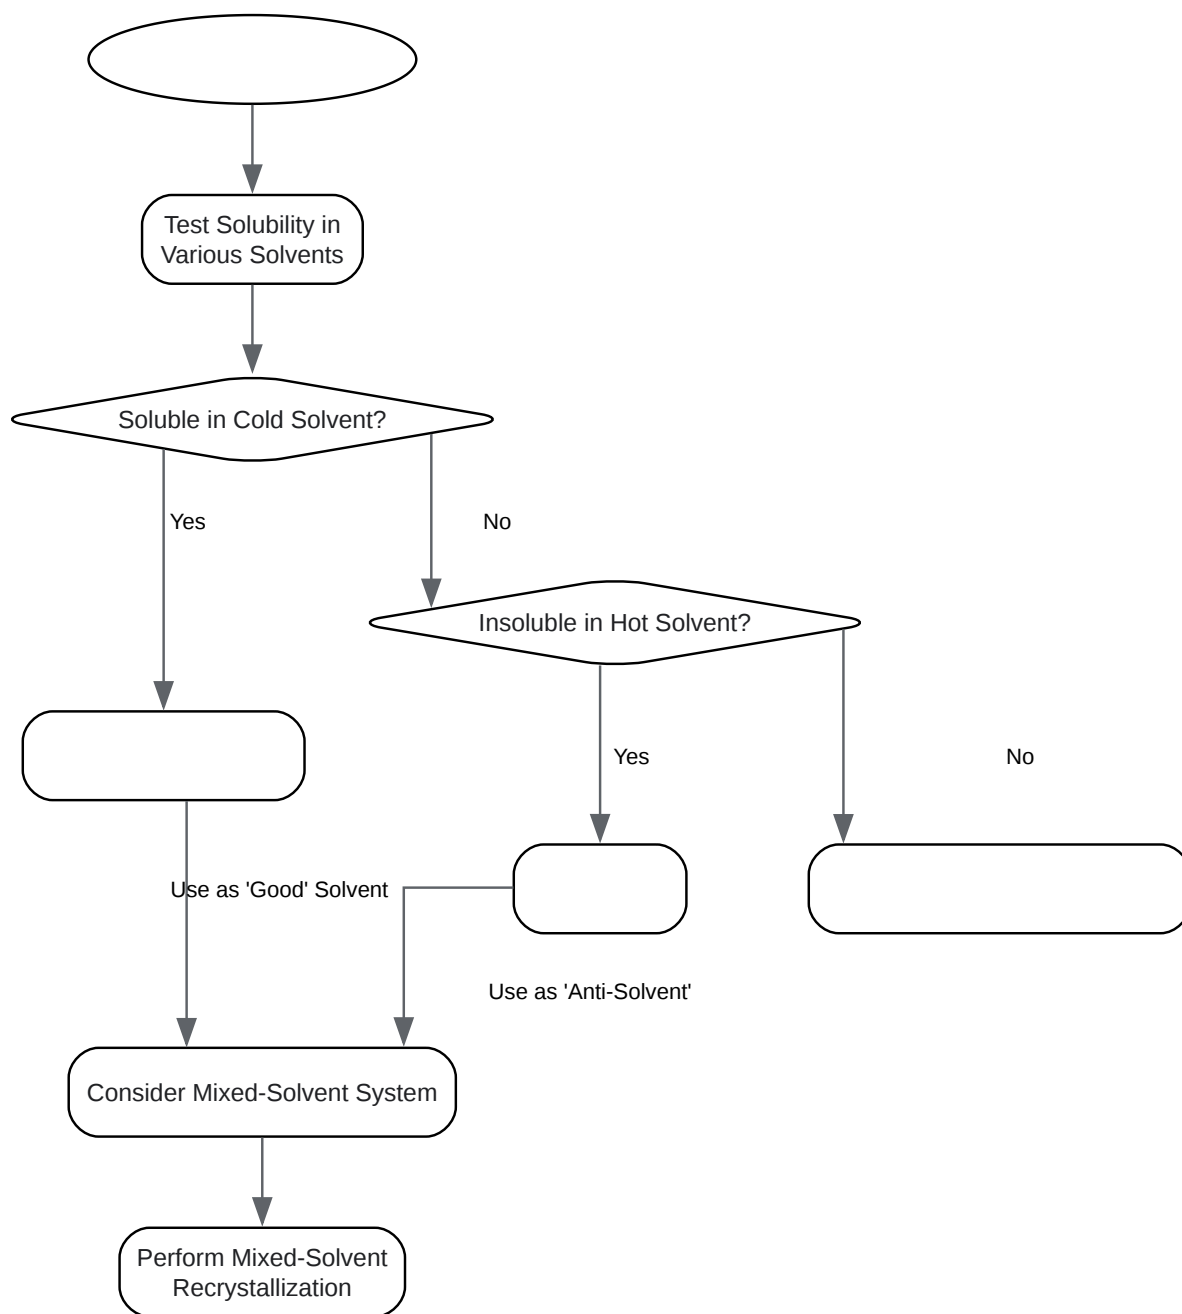 Test Solubility in
Various Solvents
Soluble in Cold Solvent?
Yes
No
Insoluble in Hot Solvent?
Yes
No
Use as 'Good' Solvent
Use as 'Anti-Solvent'
Consider Mixed-Solvent System
Perform Mixed-Solvent
Recrystallization